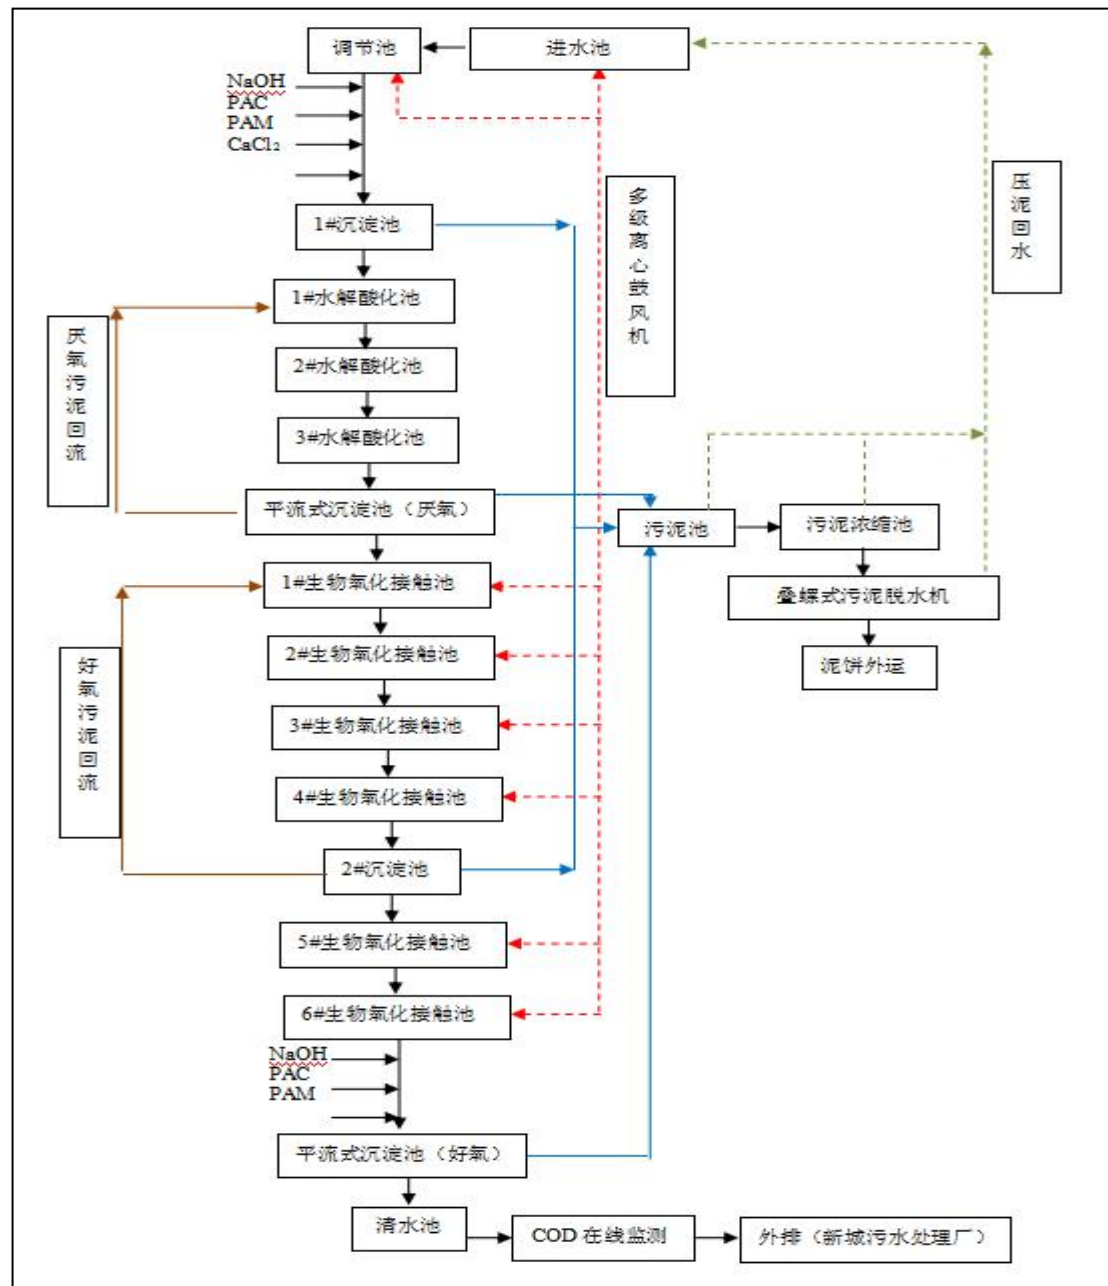 调节池
进水池
NaOH
PAC
PAM
CaCl₂
多级离心鼓风机
压泥回水
1#沉淀池
1#水解酸化池
厌氧污泥回流
2#水解酸化池
3#水解酸化池
平流式沉淀池（厌氧）
污泥池
污泥浓缩池
1#生物氧化接触池
叠螺式污泥脱水机
好氧污泥回流
2#生物氧化接触池
泥饼外运
3#生物氧化接触池
4#生物氧化接触池
2#沉淀池
5#生物氧化接触池
6#生物氧化接触池
NaOH
PAC
PAM
平流式沉淀池（好氧）
清水池
COD 在线监测
外排（新城污水处理厂）